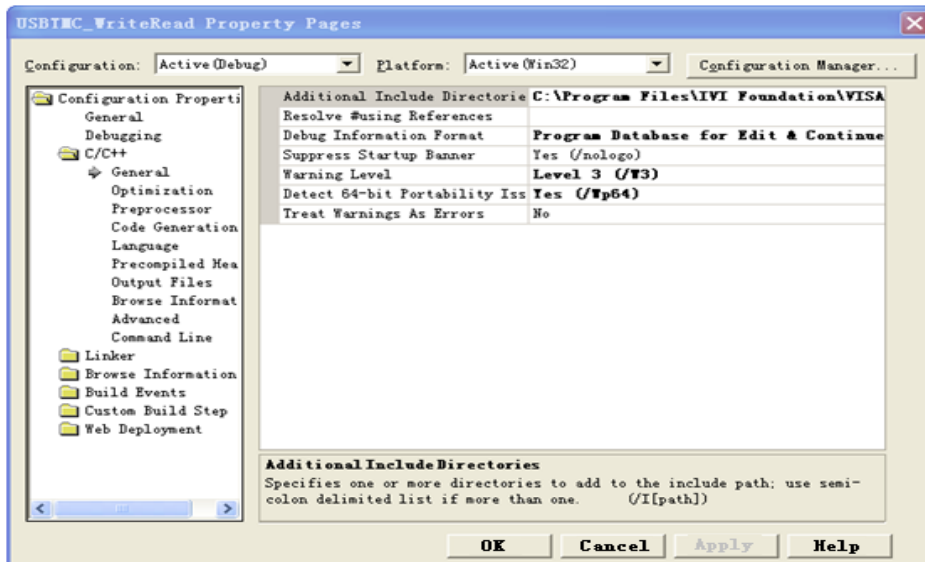 USBTMC_WriteRead Property Pages
Configuration: Active(Debug) Platform: Active(Win32) Configuration Manager...
Configuration Properti
General
Debugging
C/C++
General
Optimization
Preprocessor
Code Generation
Language
Precompiled Hea
Output Files
Browse Informat
Advanced
Command Line
Linker
Browse Information
Build Events
Custom Build Step
Web Deployment
Additional Include Directorie C:\Program Files\IVI Foundation\VISA
Resolve #using References
Debug Information Format Program Database for Edit & Continue
Suppress Startup Banner Yes (/nologo)
Warning Level Level 3 (/W3)
Detect 64-bit Portability Iss Yes (/Wp64)
Treat Warnings As Errors No
Additional Include Directories
Specifies one or more directories to add to the include path; use semi-
colon delimited list if more than one. (/I[path])
OK Cancel Apply Help